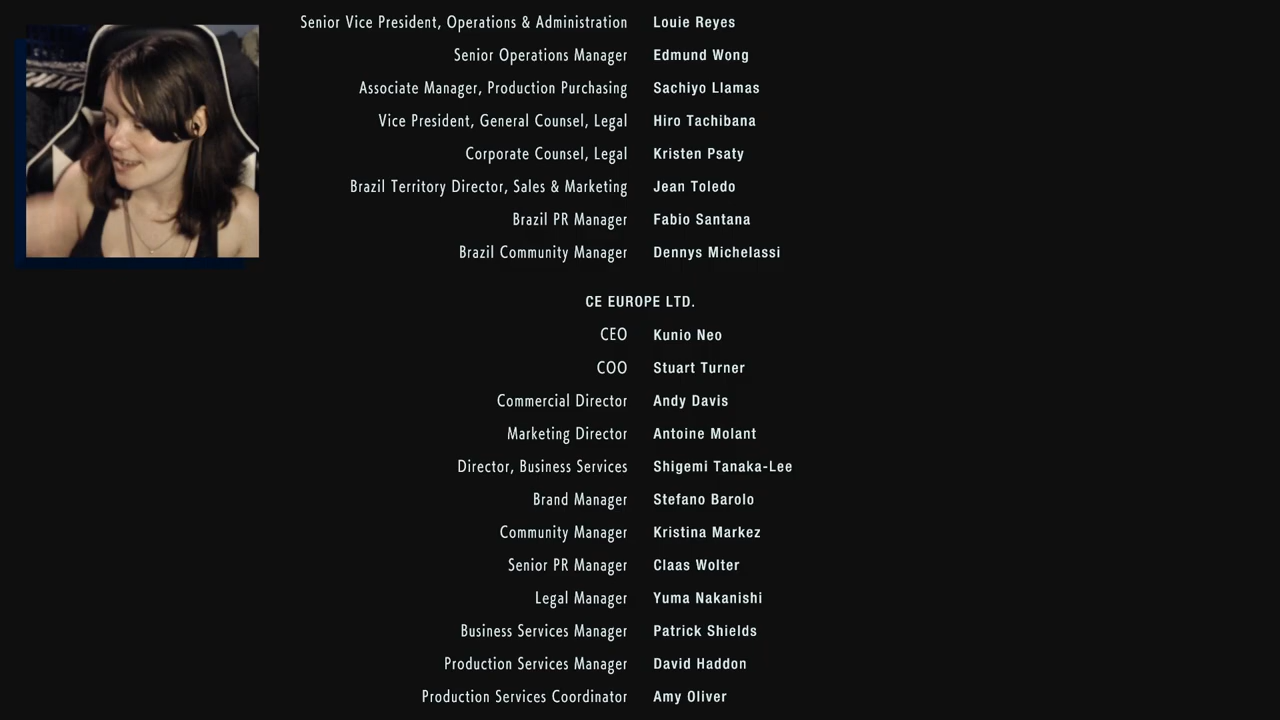 Senior Vice President, Operations & Administration Louie Reyes
Senior Operations Manager Edmund Wong
Associate Manager, Production Purchasing Sachiyo Llamas
Vice President, General Counsel, Legal Hiro Tachibana
Corporate Counsel, Legal Kristen Psaty
Brazil Territory Director, Sales & Marketing Jean Toledo
Brazil PR Manager Fabio Santana
Brazil Community Manager Dennys Michelassi
CE EUROPE LTD.
CEO Kunio Neo
COO Stuart Turner
Commercial Director Andy Davis
Marketing Director Antoine Molant
Director, Business Services Shigemi Tanaka-Lee
Brand Manager Stefano Barolo
Community Manager Kristina Markez
Senior PR Manager Claas Wolter
Legal Manager Yuma Nakanishi
Business Services Manager Patrick Shields
Production Services Manager David Haddon
Production Services Coordinator Amy Oliver